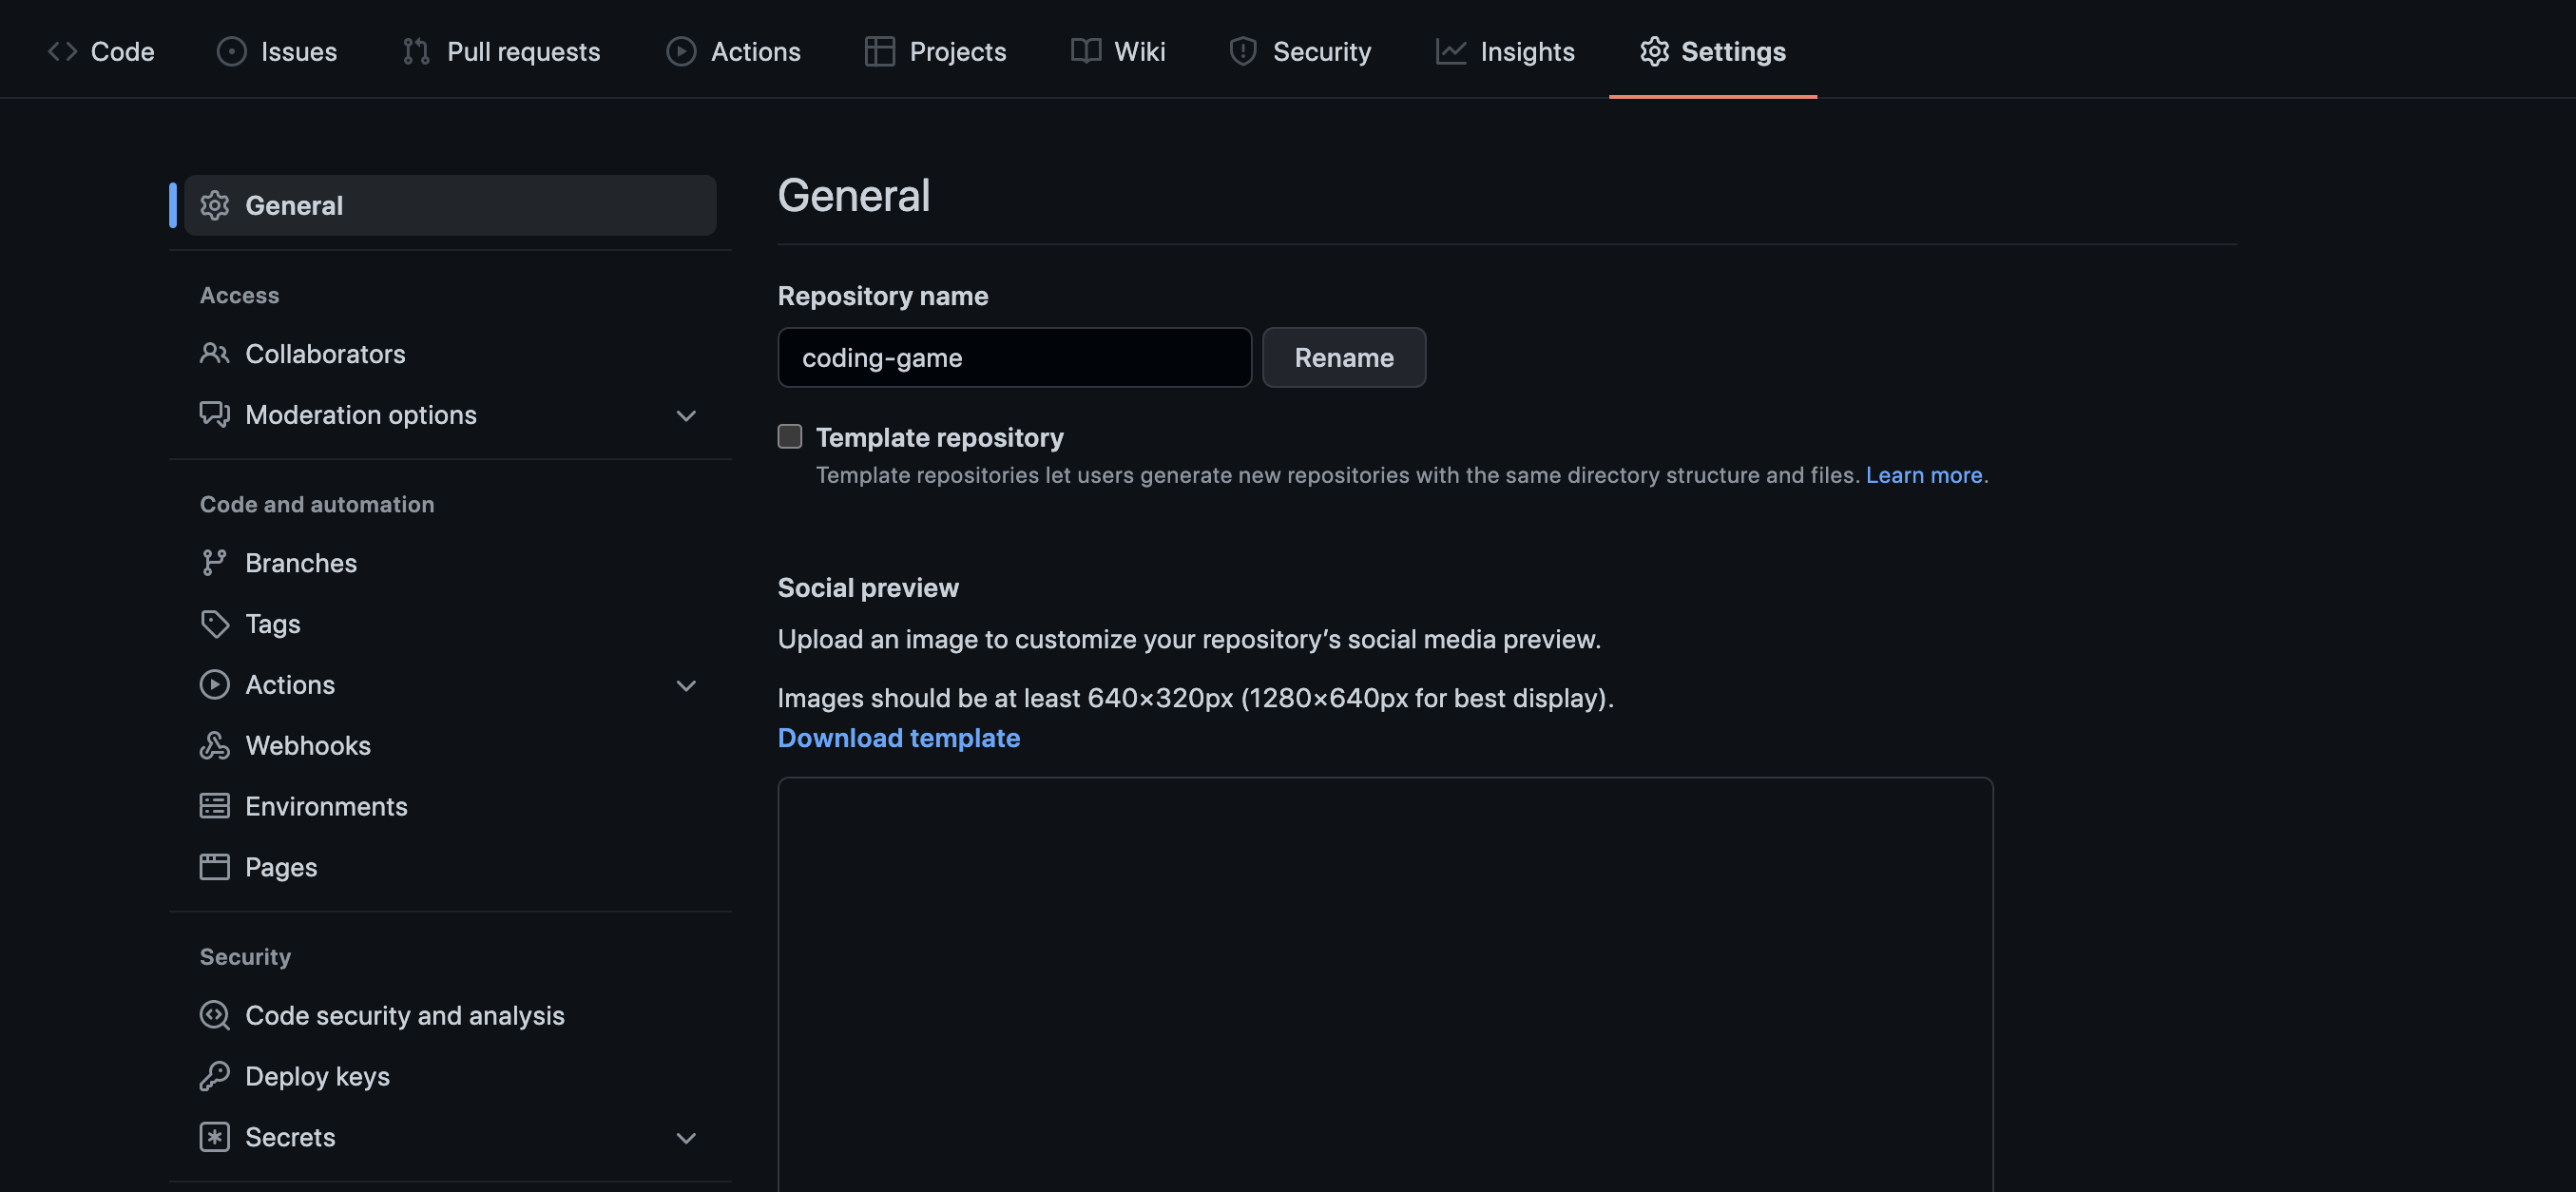 Code Issues Pull requests Actions Projects Wiki Security Insights Settings
General
Access
Collaborators
Moderation options
Code and automation
Branches
Tags
Actions
Webhooks
Environments
Pages
Security
Code security and analysis
Deploy keys
Secrets
General
Repository name
coding-game Rename
Template repository
Template repositories let users generate new repositories with the same directory structure and files. Learn more.
Social preview
Upload an image to customize your repository’s social media preview.
Images should be at least 640×320px (1280×640px for best display).
Download template